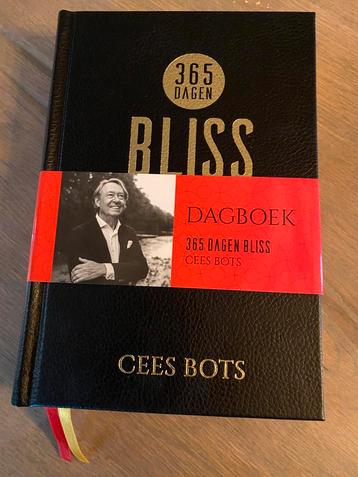 365
DAGEN
BLISS
DAGBOEK
365 DAGEN BLISS
CEES BOTS
CEES BOTS